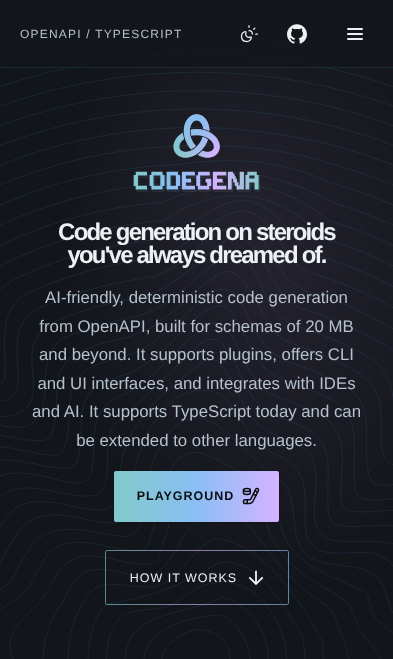 OPENAPI / TYPESCRIPT
CODEGENA
Code generation on steroids
you've always dreamed of.
AI-friendly, deterministic code generation
from OpenAPI, built for schemas of 20 MB
and beyond. It supports plugins, offers CLI
and UI interfaces, and integrates with IDEs
and AI. It supports TypeScript today and can
be extended to other languages.
PLAYGROUND
HOW IT WORKS